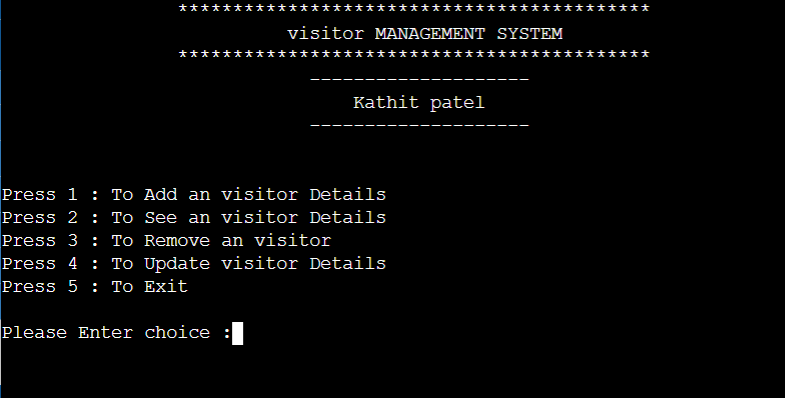 *******************************************
visitor MANAGEMENT SYSTEM
*******************************************
--------------------
Kathit patel
--------------------
Press 1 : To Add an visitor Details
Press 2 : To See an visitor Details
Press 3 : To Remove an visitor
Press 4 : To Update visitor Details
Press 5 : To Exit
Please Enter choice :